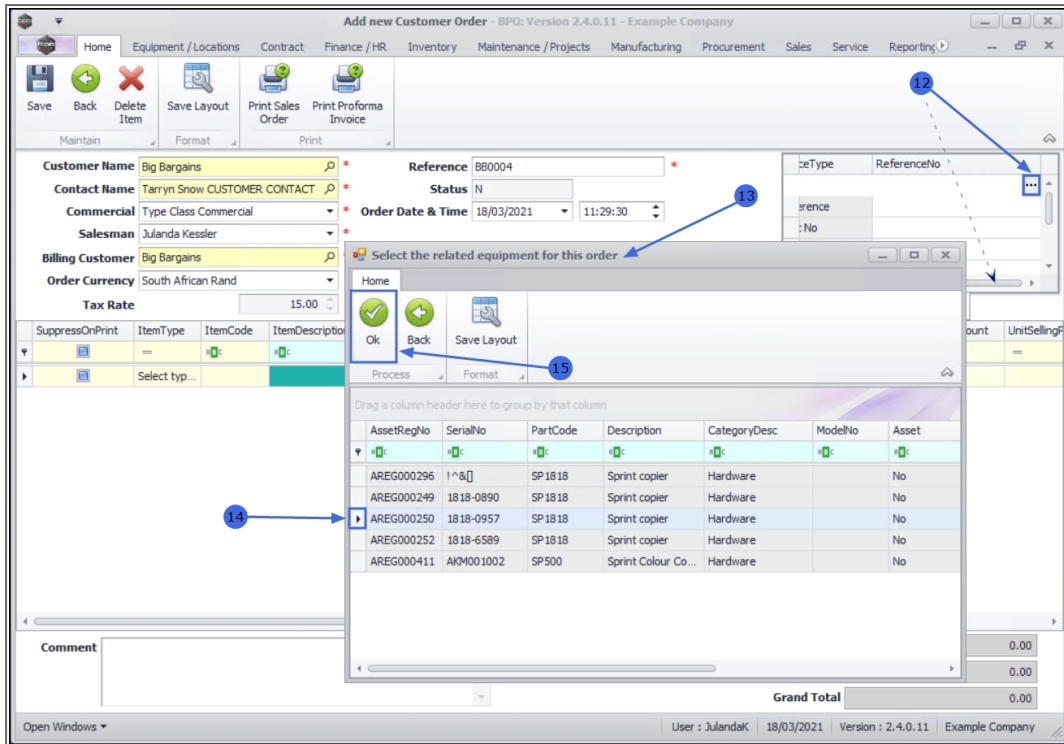 Add new Customer Order - BPO: Version 2.4.0.11 - Example Company
Home Equipment / Locations Contract Finance / HR Inventory Maintenance / Projects Manufacturing Procurement Sales Service Reporting
Save Back Delete Item Save Layout Print Sales Order Print Proforma Invoice
Maintain Format Print
12
Customer Name Big Bargains * Reference BB0004 * ceType ReferenceNo
Contact Name Tarryn Snow CUSTOMER CONTACT * Status N ...
Commercial Type Class Commercial * Order Date & Time 18/03/2021 11:29:30 13 erence
Salesman Julanda Kessler * : No
Billing Customer Big Bargains *
Order Currency South African Rand
Tax Rate 15.00
SuppressOnPrint ItemType ItemCode ItemDescriptio ount UnitSellingP
= =
Select typ...
Select the related equipment for this order
Home
Ok Back Save Layout
15
Process Format
Drag a column header here to group by that column
AssetRegNo SerialNo PartCode Description CategoryDesc ModelNo Asset
AREG000296 !^&[] SP1818 Sprint copier Hardware No
AREG000249 1818-0890 SP1818 Sprint copier Hardware No
14 AREG000250 1818-0957 SP1818 Sprint copier Hardware No
AREG000252 1818-6589 SP1818 Sprint copier Hardware No
AREG000411 AKM001002 SP500 Sprint Colour Co... Hardware No
Comment 0.00
0.00
Grand Total 0.00
Open Windows User : JulandaK 18/03/2021 Version : 2.4.0.11 Example Company